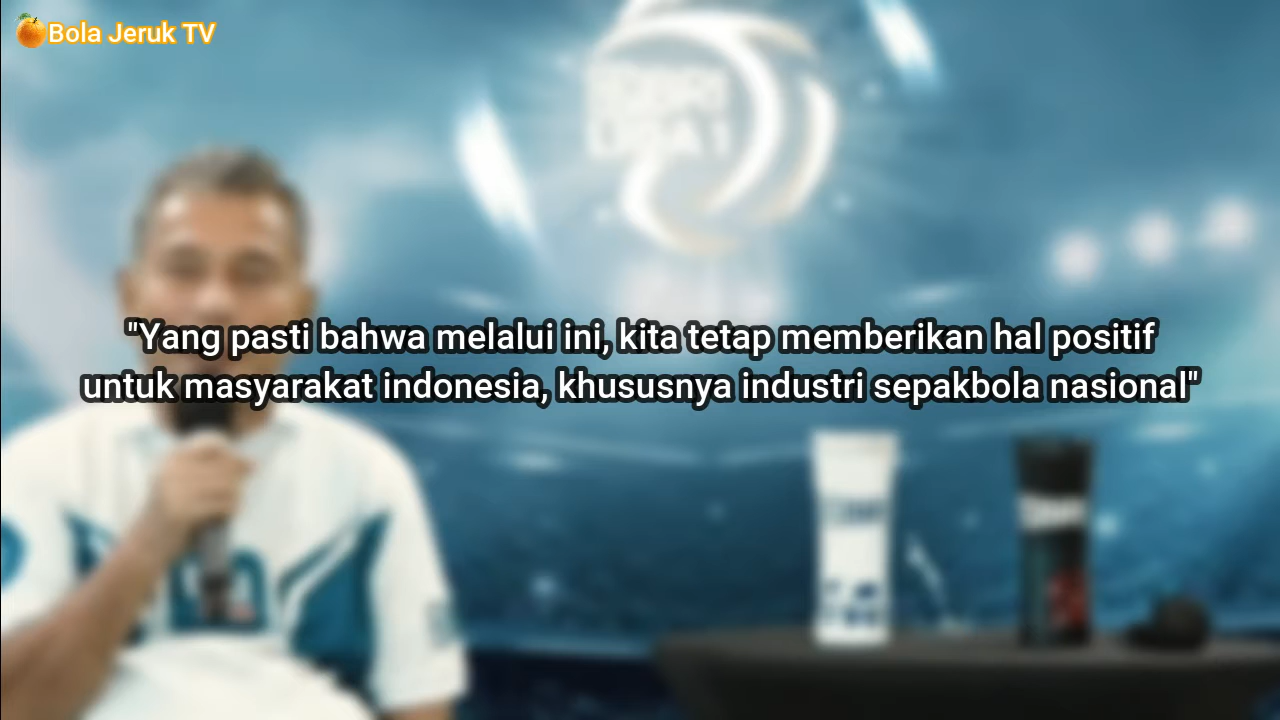 Bola Jeruk TV
"Yang pasti bahwa melalui ini, kita tetap memberikan hal positif
untuk masyarakat indonesia, khususnya industri sepakbola nasional"